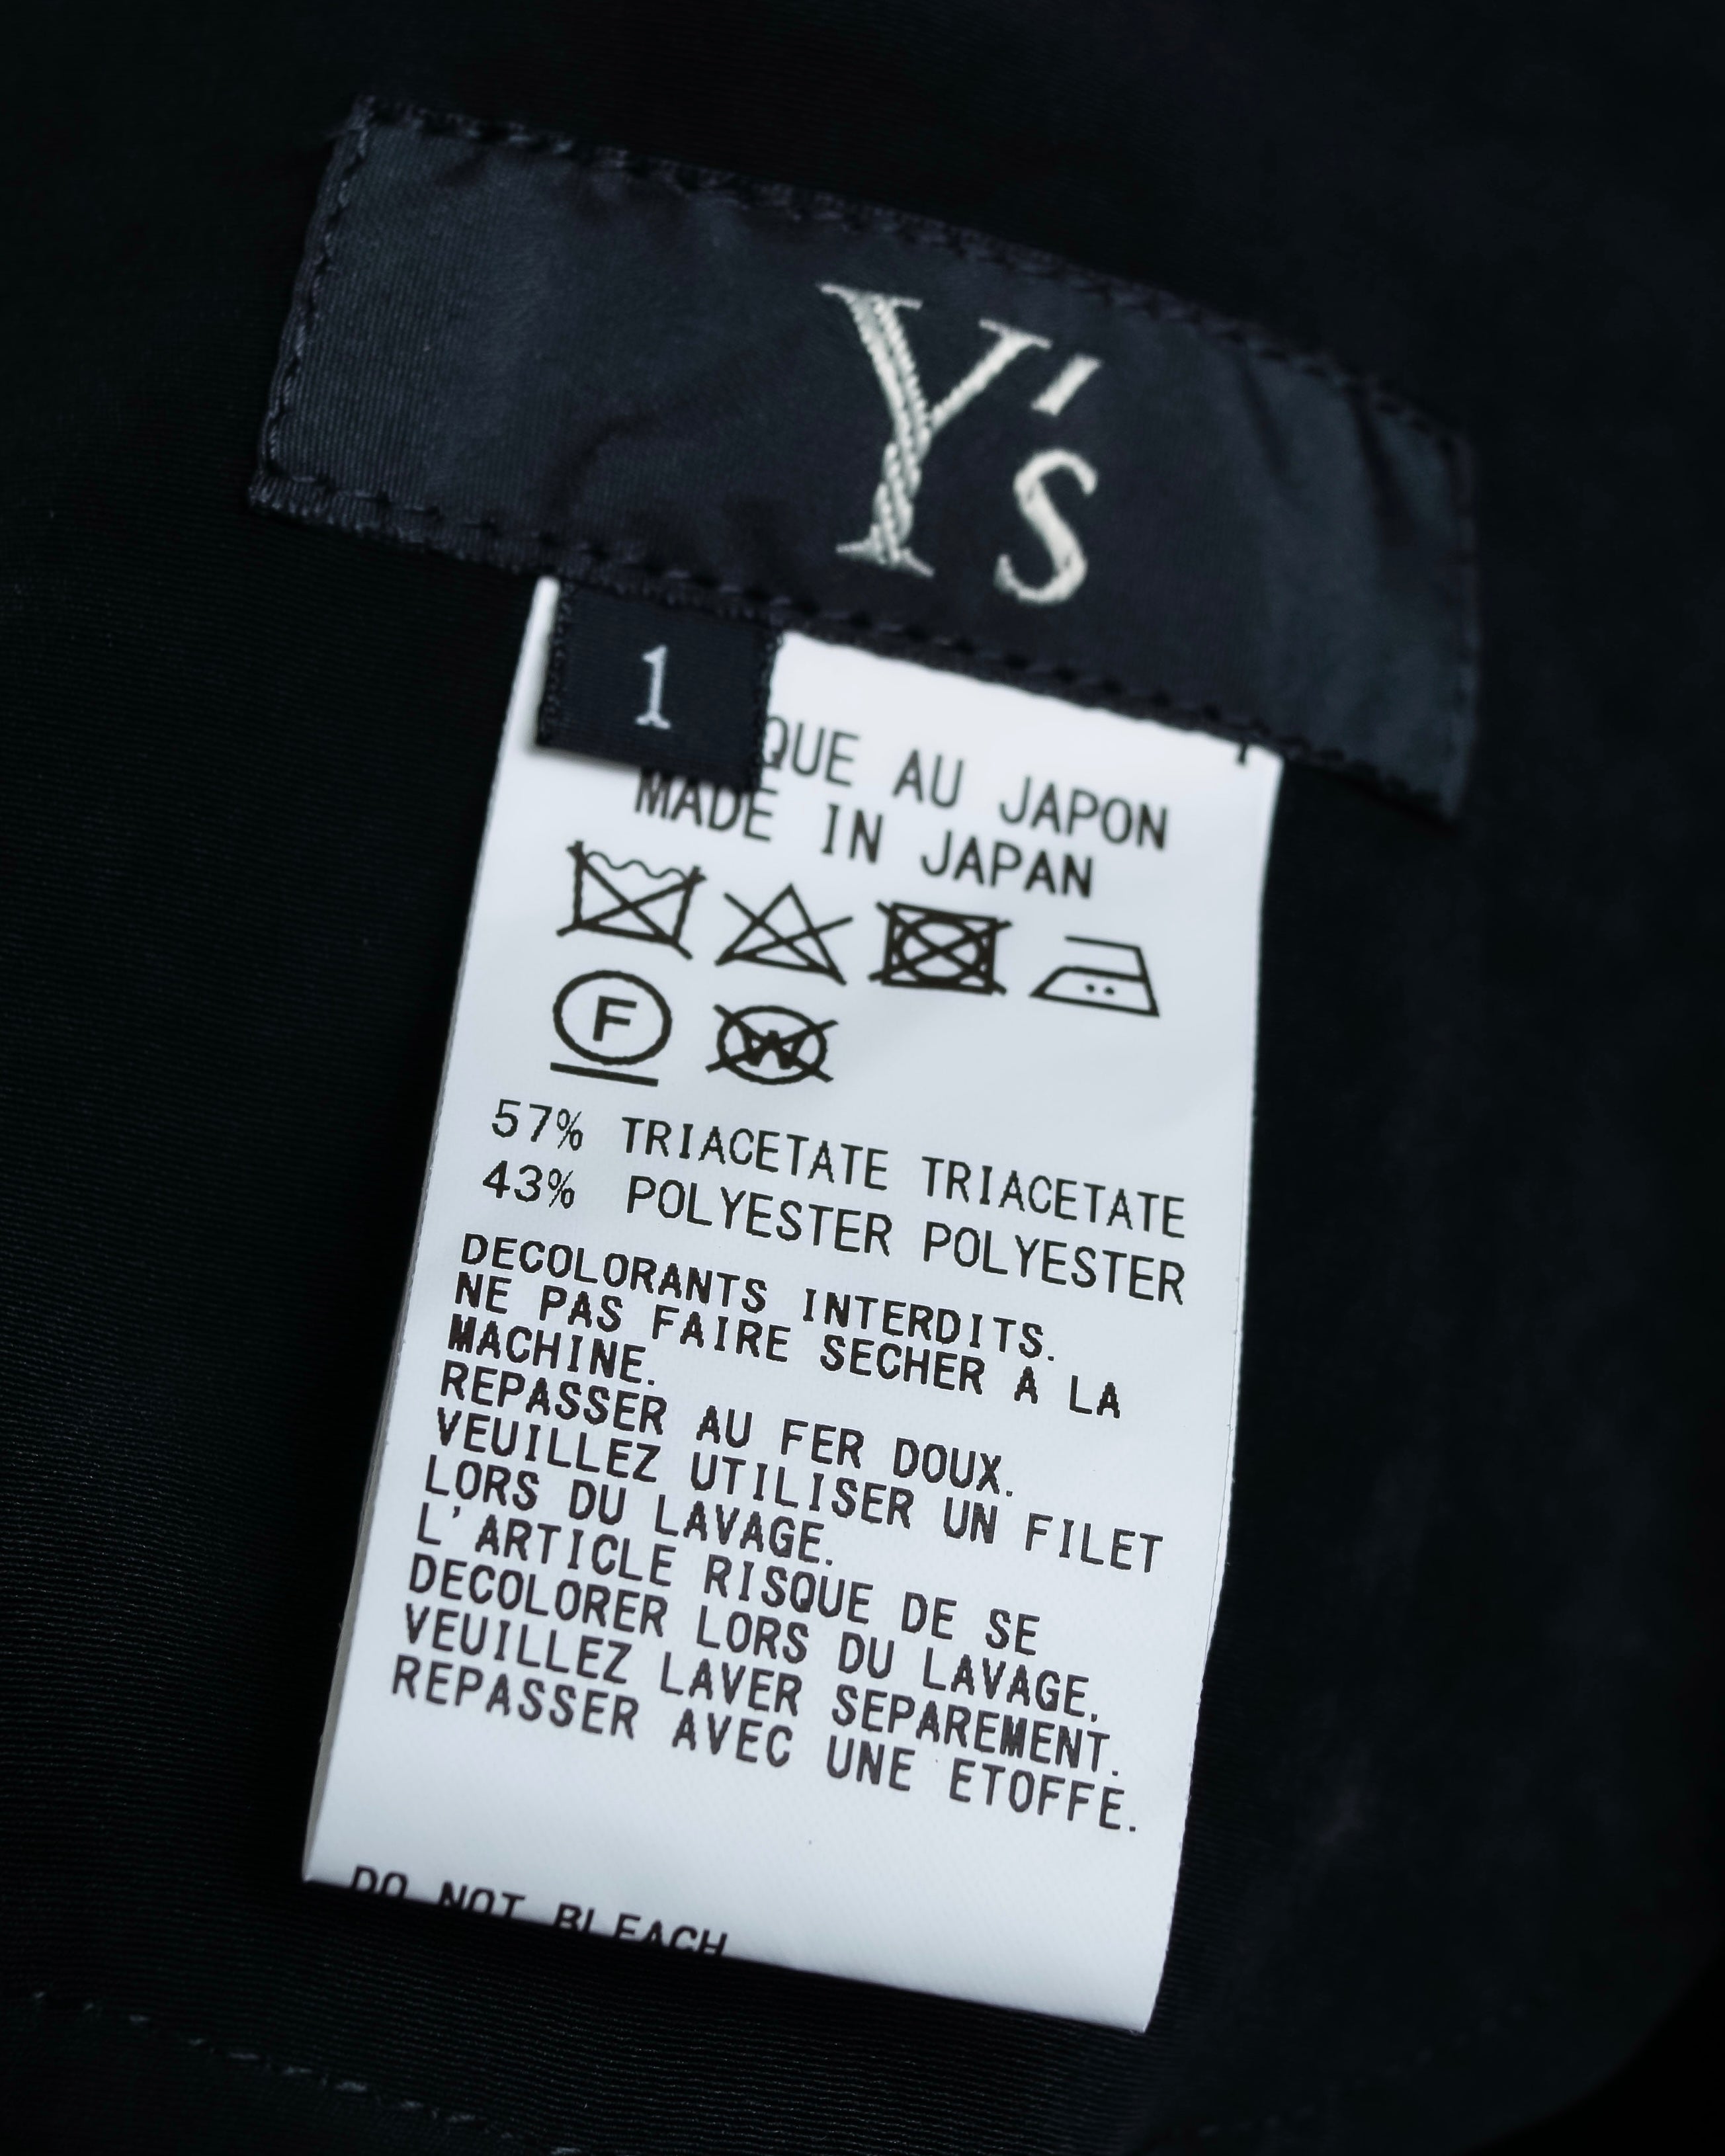 Y's
1
QUE AU JAPON
MADE IN JAPAN
F
W
57% TRIACETATE TRIACETATE
43% POLYESTER POLYESTER
DECOLORANTS INTERDITS.
NE PAS FAIRE SECHER A LA
MACHINE.
REPASSER AU FER DOUX.
VEUILLEZ UTILISER UN FILET
LORS DU LAVAGE.
L'ARTICLE RISQUE DE SE
DECOLORER LORS DU LAVAGE.
VEUILLEZ LAVER SEPAREMENT.
REPASSER AVEC UNE ETOFFE.
DO NOT BLEACH